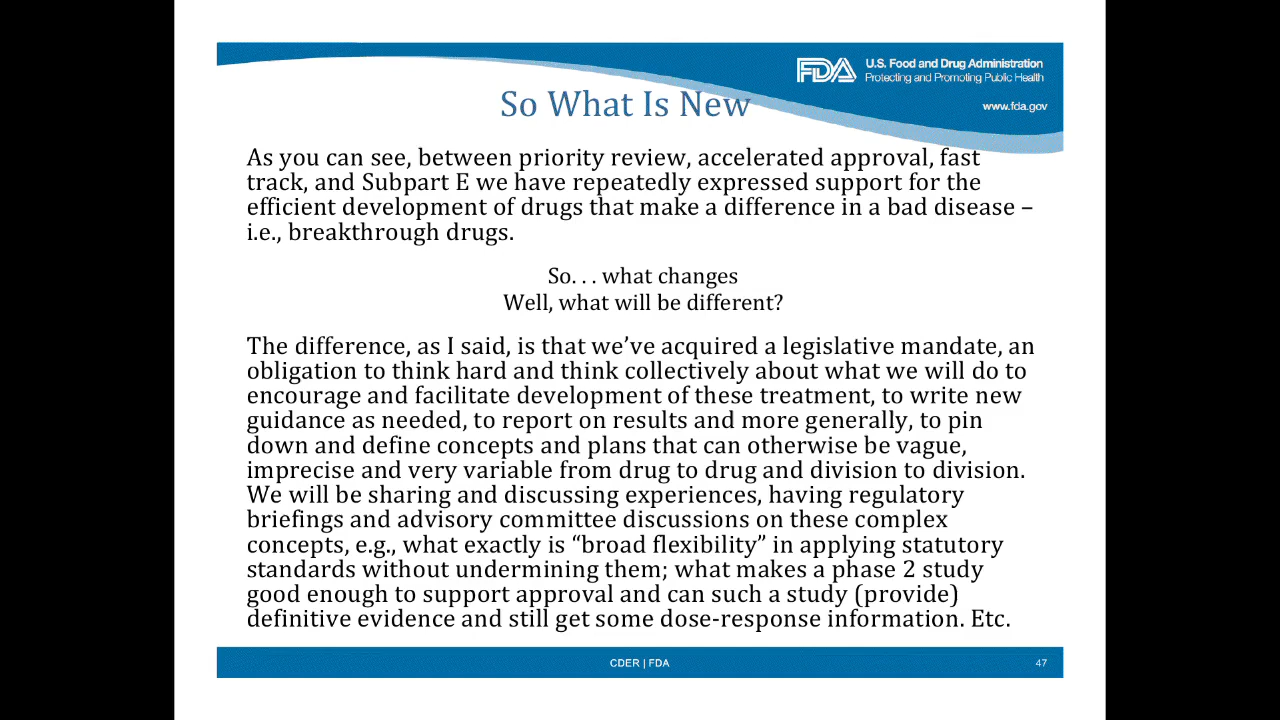 FDA U.S. Food and Drug Administration
Protecting and Promoting Public Health
www.fda.gov
So What Is New
As you can see, between priority review, accelerated approval, fast
track, and Subpart E we have repeatedly expressed support for the
efficient development of drugs that make a difference in a bad disease –
i.e., breakthrough drugs.
So. . . what changes
Well, what will be different?
The difference, as I said, is that we’ve acquired a legislative mandate, an
obligation to think hard and think collectively about what we will do to
encourage and facilitate development of these treatment, to write new
guidance as needed, to report on results and more generally, to pin
down and define concepts and plans that can otherwise be vague,
imprecise and very variable from drug to drug and division to division.
We will be sharing and discussing experiences, having regulatory
briefings and advisory committee discussions on these complex
concepts, e.g., what exactly is “broad flexibility” in applying statutory
standards without undermining them; what makes a phase 2 study
good enough to support approval and can such a study (provide)
definitive evidence and still get some dose-response information. Etc.
CDER | FDA
47